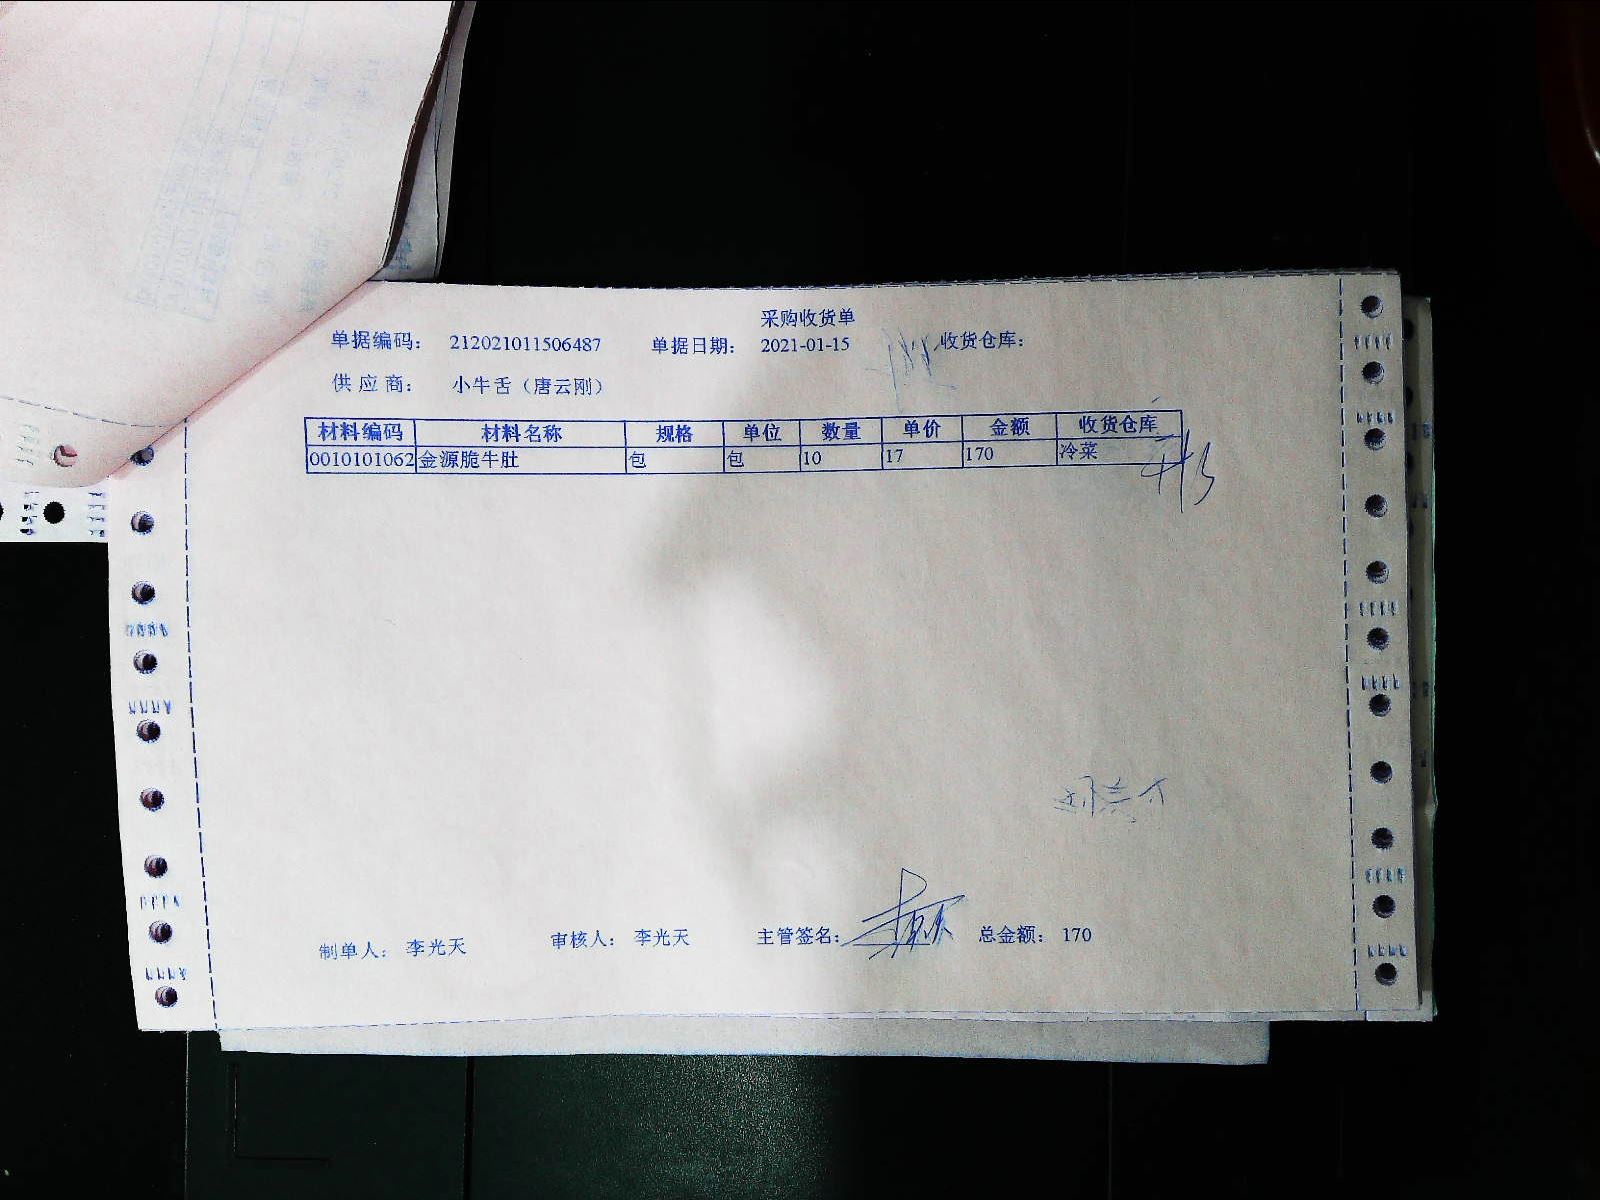 采购收货单
单据编码： 212021011506487 单据日期： 2021-01-15 收货仓库：
供 应 商： 小牛舌（唐云刚）
材料编码 材料名称 规格 单位 数量 单价 金额 收货仓库
0010101062 金源脆牛肚 包 包 10 17 170 冷菜
制单人： 李光天 审核人： 李光天 主管签名： 总金额： 170